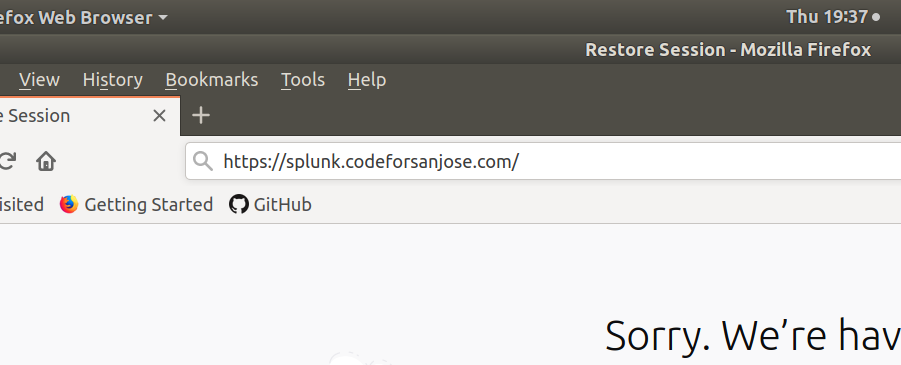 efox Web Browser
Thu 19:37
Restore Session - Mozilla Firefox
View History Bookmarks Tools Help
e Session
https://splunk.codeforsanjose.com/
isited Getting Started GitHub
Sorry. We’re hav